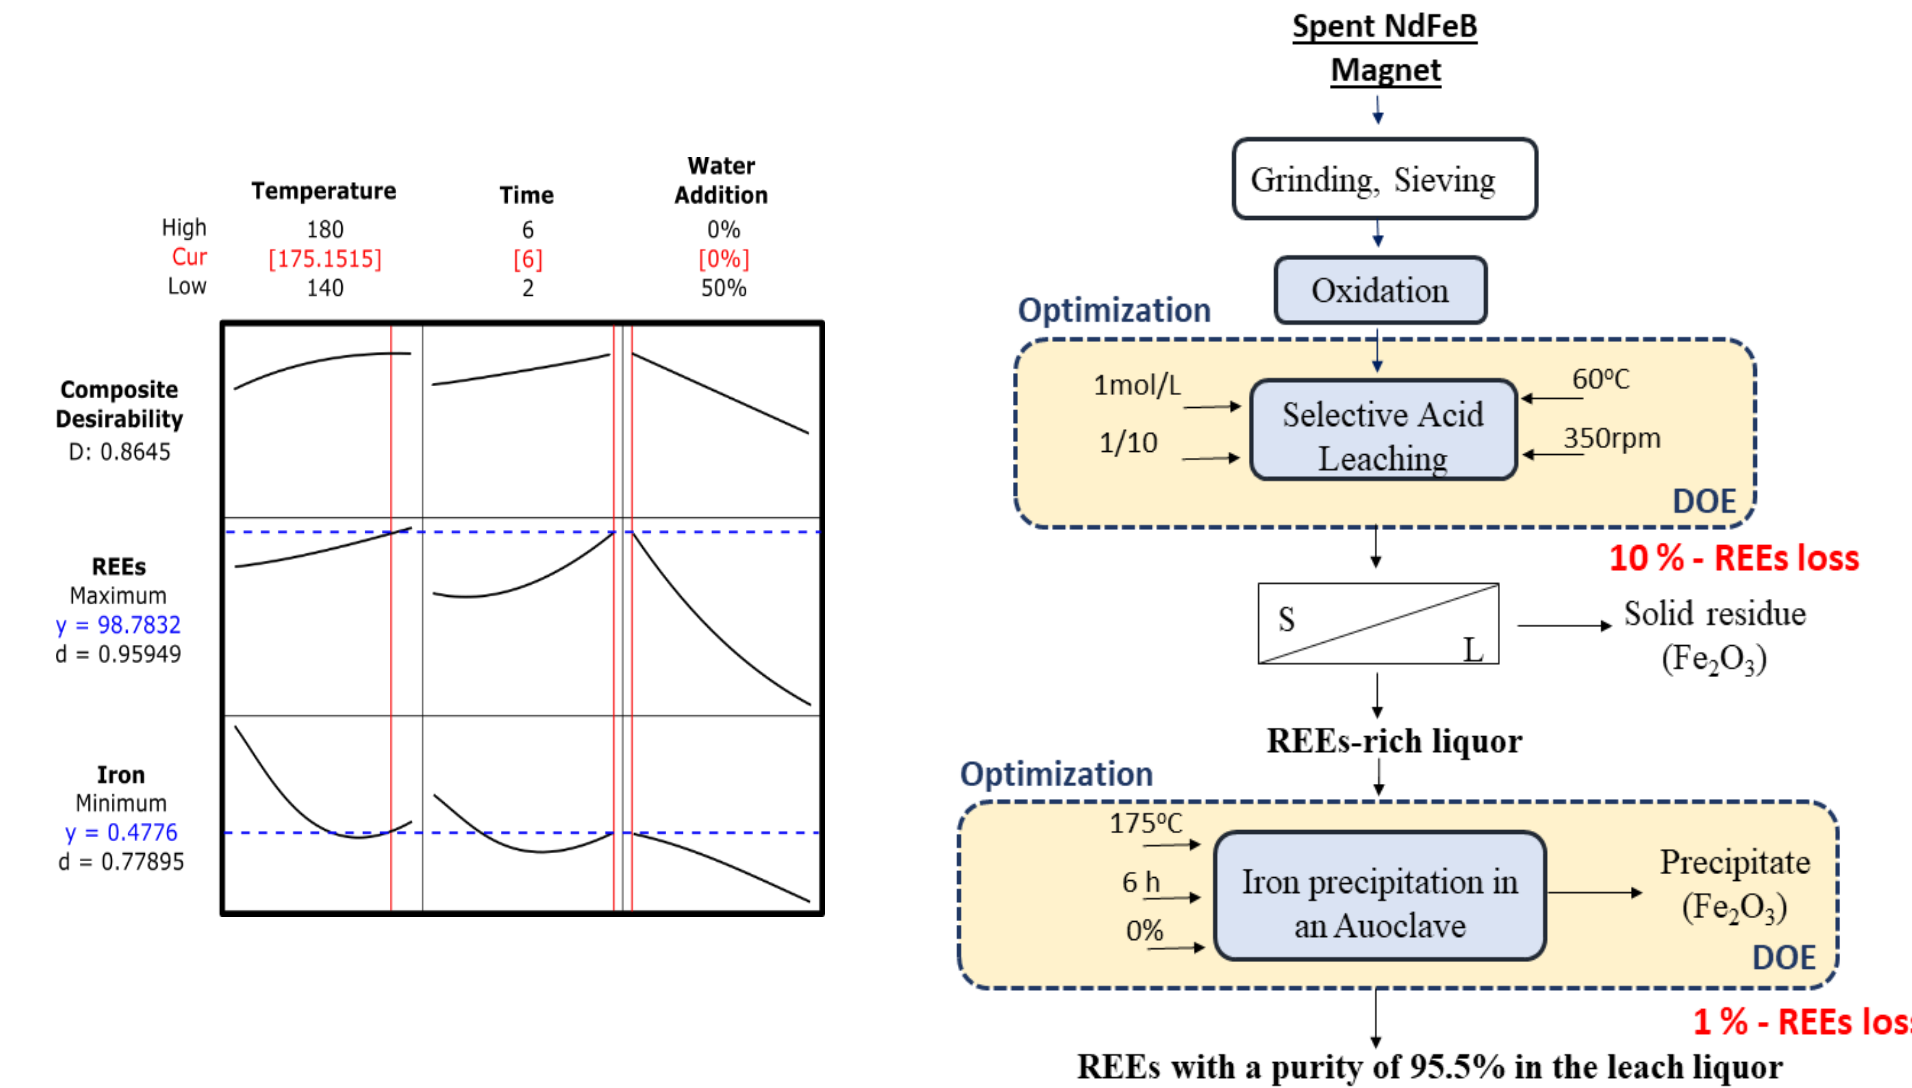 Temperature
Time
Water
Addition
High 180 6 0%
Cur [175.1515] [6] [0%]
Low 140 2 50%
Composite
Desirability
D: 0.8645
REEs
Maximum
y = 98.7832
d = 0.95949
Iron
Minimum
y = 0.4776
d = 0.77895
Spent NdFeB
Magnet
Grinding, Sieving
Oxidation
Optimization
1mol/L
1/10
Selective Acid
Leaching
60ºC
350rpm
DOE
10 % - REEs loss
S
L
Solid residue
(Fe₂O₃)
REEs-rich liquor
Optimization
175ºC
6 h
0%
Iron precipitation in
an Auoclave
Precipitate
(Fe₂O₃)
DOE
1 % - REEs los
REEs with a purity of 95.5% in the leach liquor